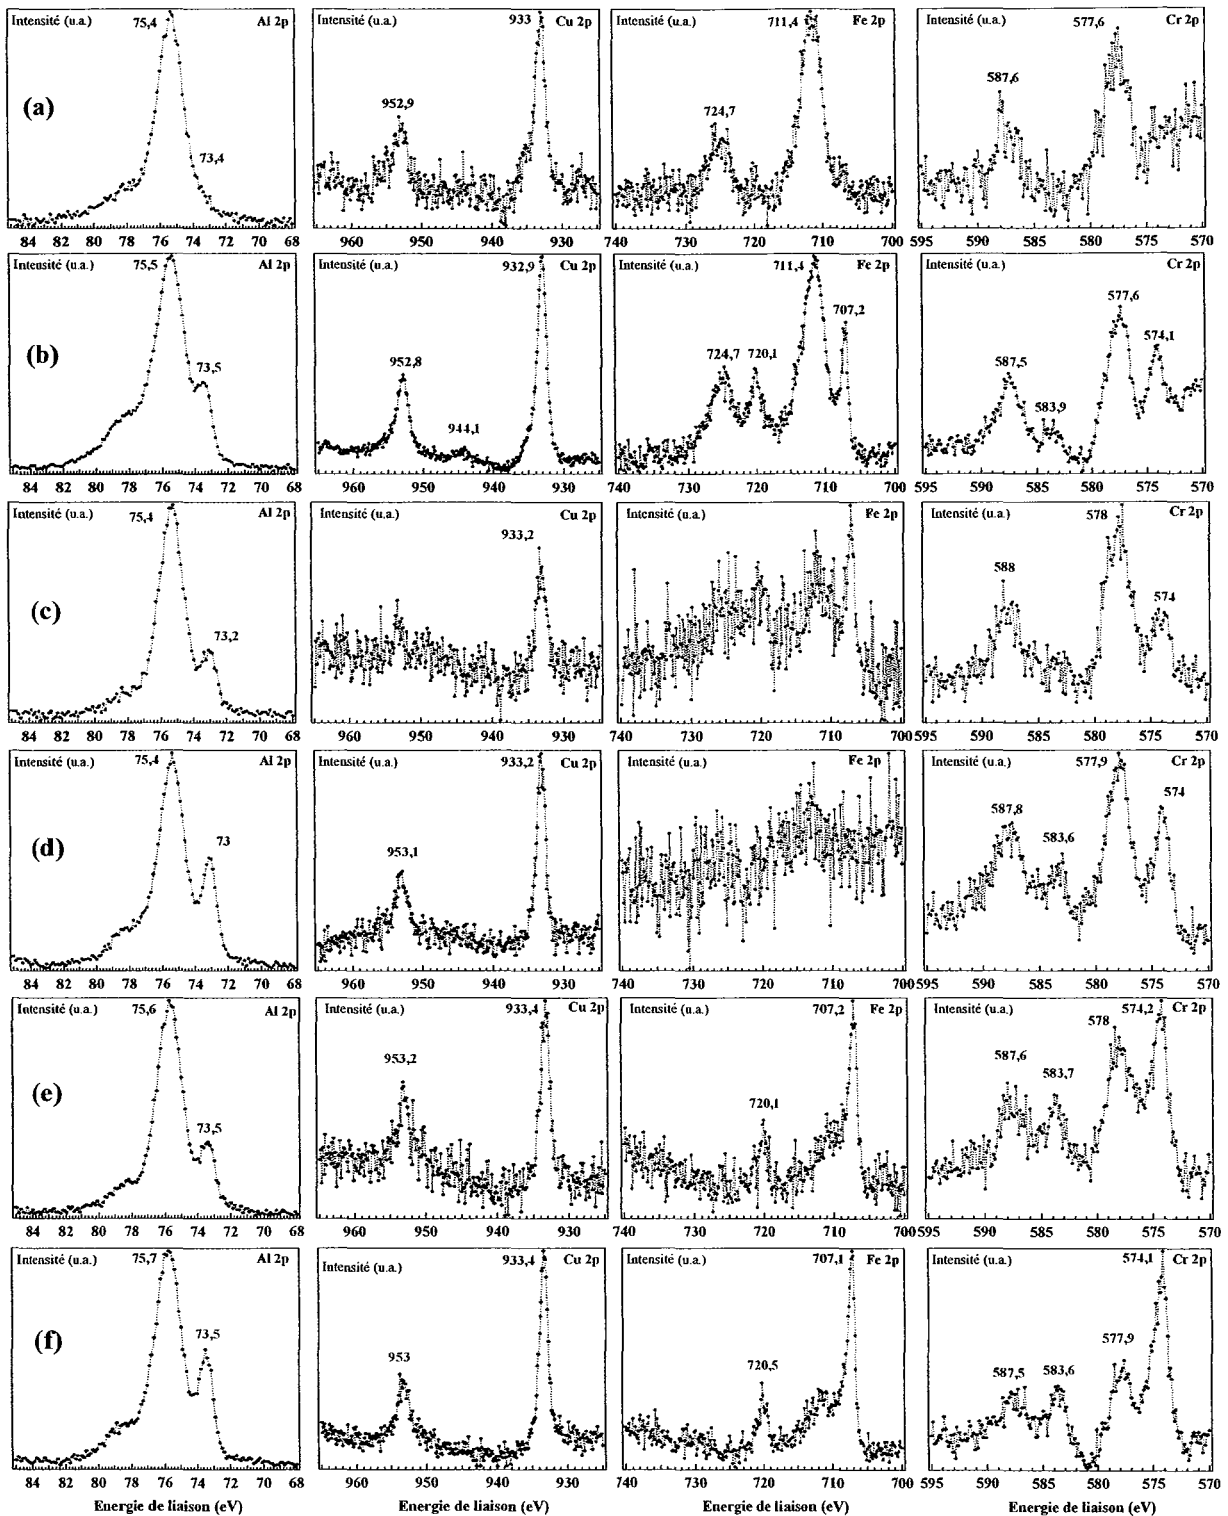 Intensité (u.a.) 75,4 Al 2p
73,4
(a)
84 82 80 78 76 74 72 70 68
Intensité (u.a.) 933 Cu 2p
952,9
960 950 940 930
Intensité (u.a.) 711,4 Fe 2p
724,7
740 730 720 710 700
Intensité (u.a.) 577,6 Cr 2p
587,6
595 590 585 580 575 570
Intensité (u.a.) 75,5 Al 2p
73,5
(b)
84 82 80 78 76 74 72 70 68
Intensité (u.a.) 932,9 Cu 2p
952,8
944,1
960 950 940 930
Intensité (u.a.) 711,4 Fe 2p
707,2
724,7 720,1
740 730 720 710 700
Intensité (u.a.) Cr 2p
577,6
574,1
587,5
583,9
595 590 585 580 575 570
Intensité (u.a.) 75,4 Al 2p
73,2
(c)
84 82 80 78 76 74 72 70 68
Intensité (u.a.) Cu 2p
933,2
960 950 940 930
Intensité (u.a.) Fe 2p
740 730 720 710 700
Intensité (u.a.) 578 Cr 2p
588 574
595 590 585 580 575 570
Intensité (u.a.) 75,4 Al 2p
73
(d)
84 82 80 78 76 74 72 70 68
Intensité (u.a.) 933,2 Cu 2p
953,1
960 950 940 930
Intensité (u.a.) Fe 2p
740 730 720 710 700
Intensité (u.a.) 577,9 Cr 2p
574
587,8
583,6
595 590 585 580 575 570
Intensité (u.a.) 75,6 Al 2p
73,5
(e)
84 82 80 78 76 74 72 70 68
Intensité (u.a.) 933,4 Cu 2p
953,2
960 950 940 930
Intensité (u.a.) 707,2 Fe 2p
720,1
740 730 720 710 700
Intensité (u.a.) 574,2 Cr 2p
578
587,6
583,7
595 590 585 580 575 570
Intensité (u.a.) 75,7 Al 2p
73,5
(f)
84 82 80 78 76 74 72 70 68
Energie de liaison (eV)
Intensité (u.a.) 933,4 Cu 2p
953
960 950 940 930
Energie de liaison (eV)
Intensité (u.a.) 707,1 Fe 2p
720,5
740 730 720 710 700
Energie de liaison (eV)
Intensité (u.a.) 574,1 Cr 2p
577,9
587,5 583,6
595 590 585 580 575 570
Energie de liaison (eV)